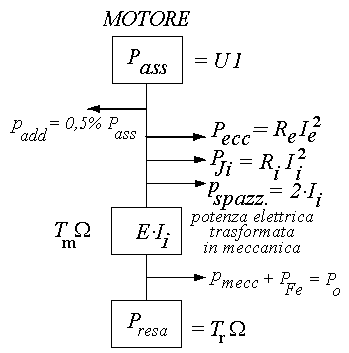 MOTORE
P_ass = UI
p_add = 0,5% P_ass
P_ecc = R_e I_e^2
P_Ji = R_i I_i^2
p_spazz. = 2·I_i
T_m Ω E·I_i potenza elettrica
trasformata
in meccanica
p_mecc + P_Fe = P_o
P_resa = T_r Ω